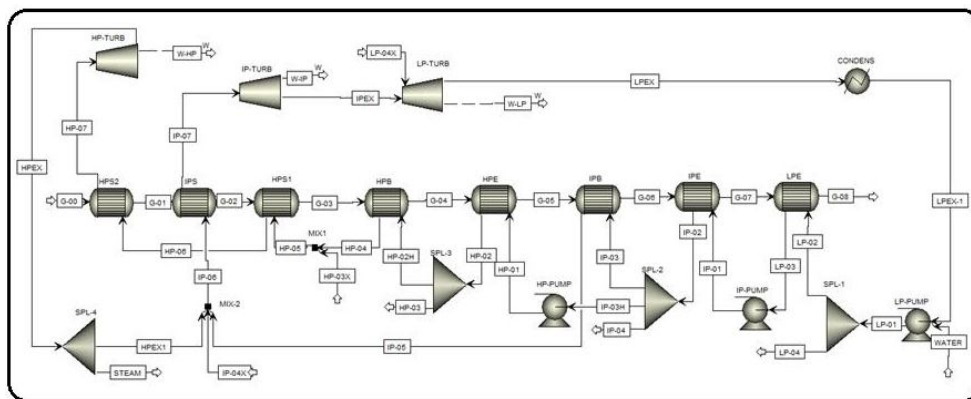 HP-TURB
W-HP
W
IP-TURB
W-IP
W
LP-04X
LP-TURB
IPEX
W-LP
W
LPEX
CONDENS
HP-07
IP-07
HPEX
HPS2
IPS
HPS1
HPB
HPE
IPB
IPE
LPE
G-00
G-01
G-02
G-03
G-04
G-05
G-06
G-07
G-08
LPEX-1
HP-06
HP-05
MIX1
HP-04
HP-03X
HP-02H
SPL-3
HP-02
HP-01
HP-03
HP-PUMP
IP-03
SPL-2
IP-02
IP-01
IP-03H
IP-04
IP-PUMP
LP-03
LP-02
SPL-1
LP-01
LP-04
LP-PUMP
WATER
IP-06
MIX-2
IP-05
SPL-4
HPEX1
STEAM
IP-04X